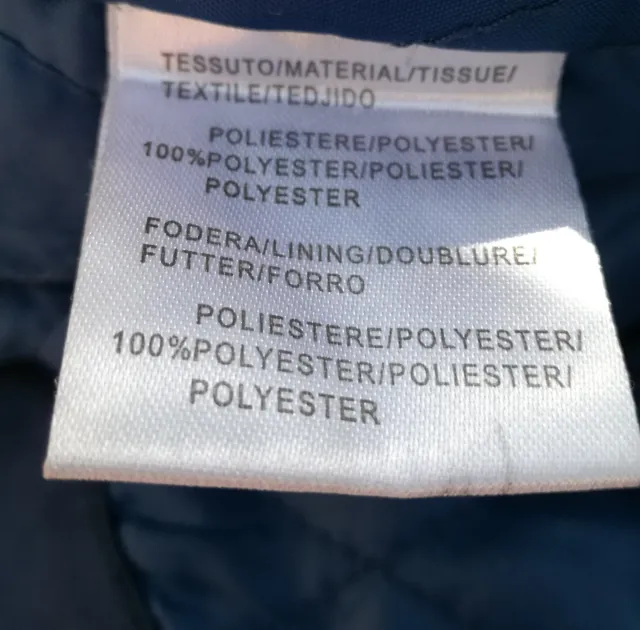 TESSUTO/MATERIAL/TISSUE/
TEXTILE/TEDJIDO
POLIESTERE/POLYESTER/
100%POLYESTER/POLIESTER/
POLYESTER
FODERA/LINING/DOUBLURE/
FUTTER/FORRO
POLIESTERE/POLYESTER/
100%POLYESTER/POLIESTER/
POLYESTER